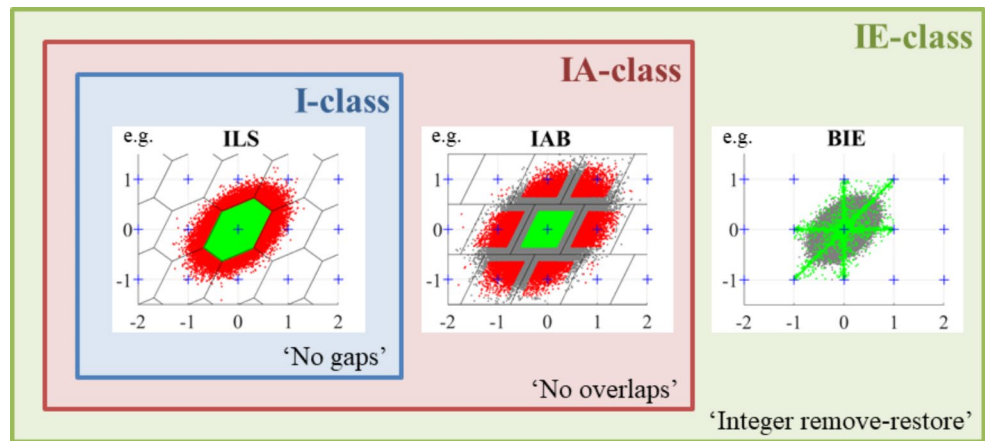 IE-class
IA-class
I-class
e.g. ILS
1
0
-1
-2 -1 0 1 2
'No gaps'
e.g. IAB
1
0
-1
-2 -1 0 1 2
'No overlaps'
e.g. BIE
1
0
-1
-2 -1 0 1 2
'Integer remove-restore'